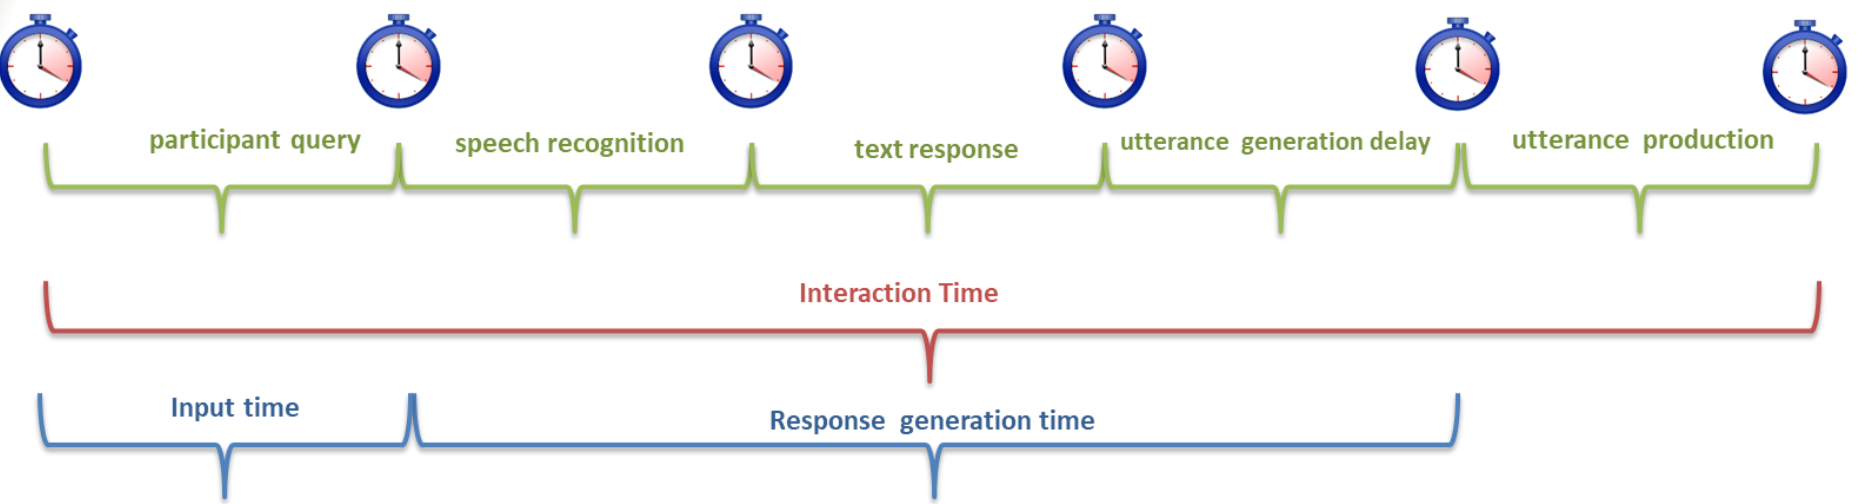 participant query
speech recognition
text response
utterance generation delay
utterance production
Interaction Time
Input time
Response generation time